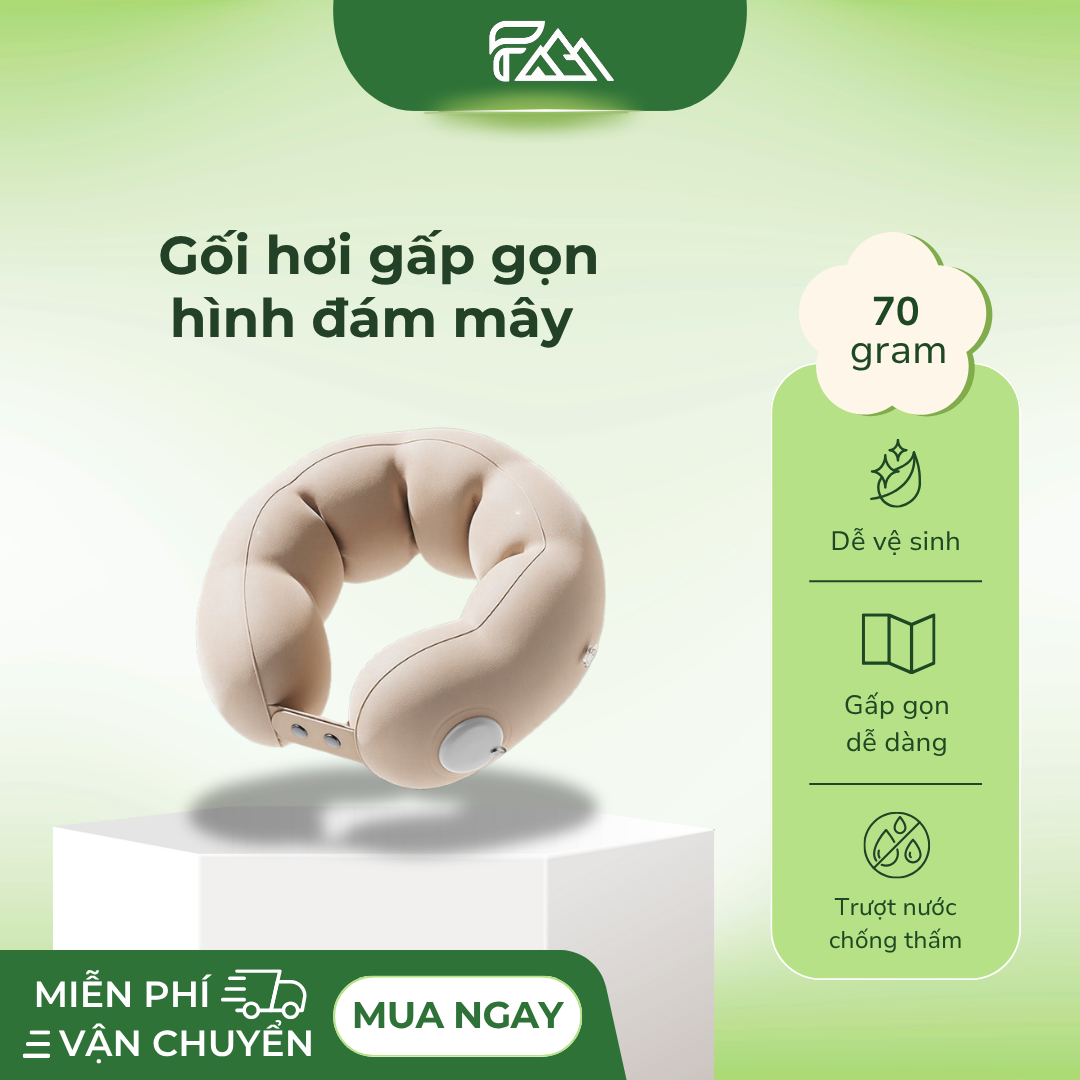 Gối hơi gấp gọn
hình đám mây
70
gram
Dễ vệ sinh
Gấp gọn
dễ dàng
Trượt nước
chống thấm
MIỄN PHÍ
VẬN CHUYỂN
MUA NGAY